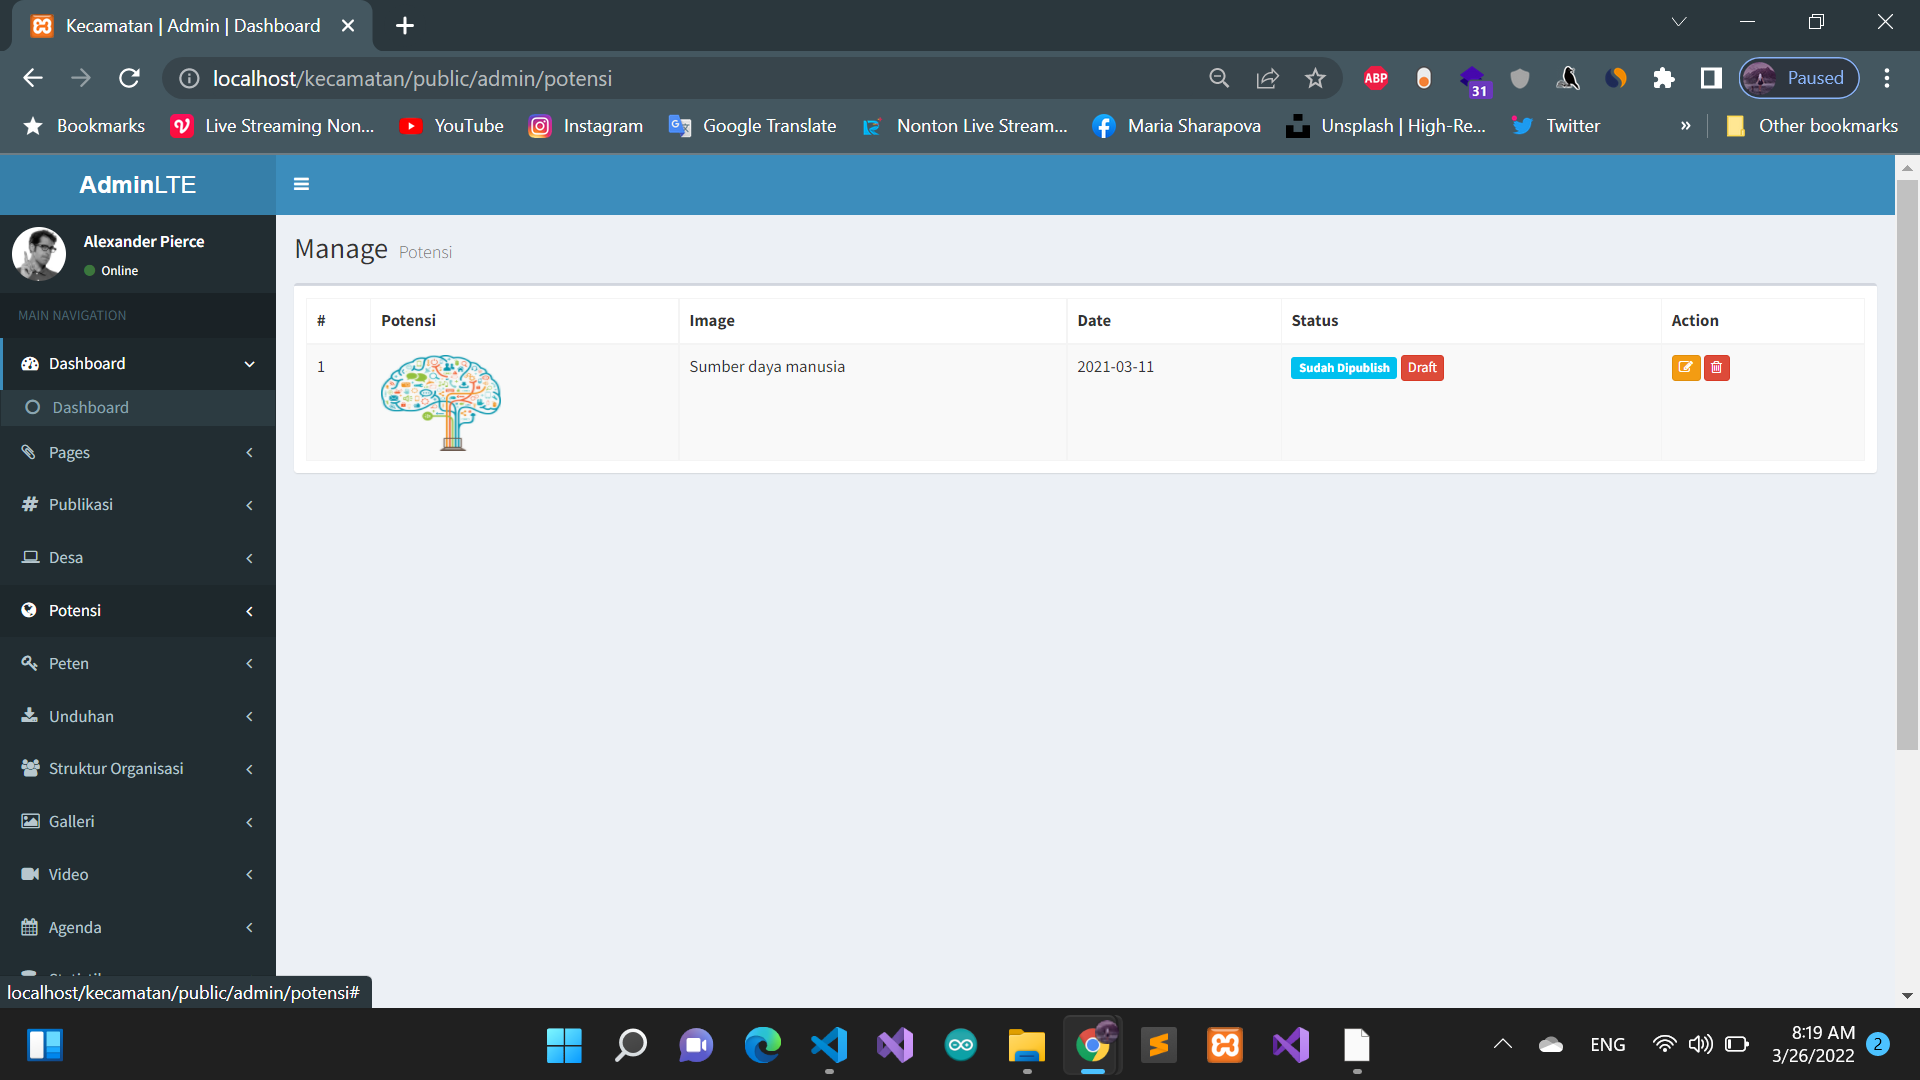 Kecamatan | Admin | Dashboard
localhost/kecamatan/public/admin/potensi
ABP
31
Paused
Bookmarks
Live Streaming Non...
YouTube
Instagram
Google Translate
Nonton Live Stream...
Maria Sharapova
Unsplash | High-Re...
Twitter
»
Other bookmarks
AdminLTE
Alexander Pierce
Online
MAIN NAVIGATION
Dashboard
Dashboard
Pages
Publikasi
Desa
Potensi
Peten
Unduhan
Struktur Organisasi
Galleri
Video
Agenda
Manage Potensi
# Potensi Image Date Status Action
1 Sumber daya manusia 2021-03-11 Sudah Dipublish Draft
localhost/kecamatan/public/admin/potensi#
ENG
8:19 AM
3/26/2022
2